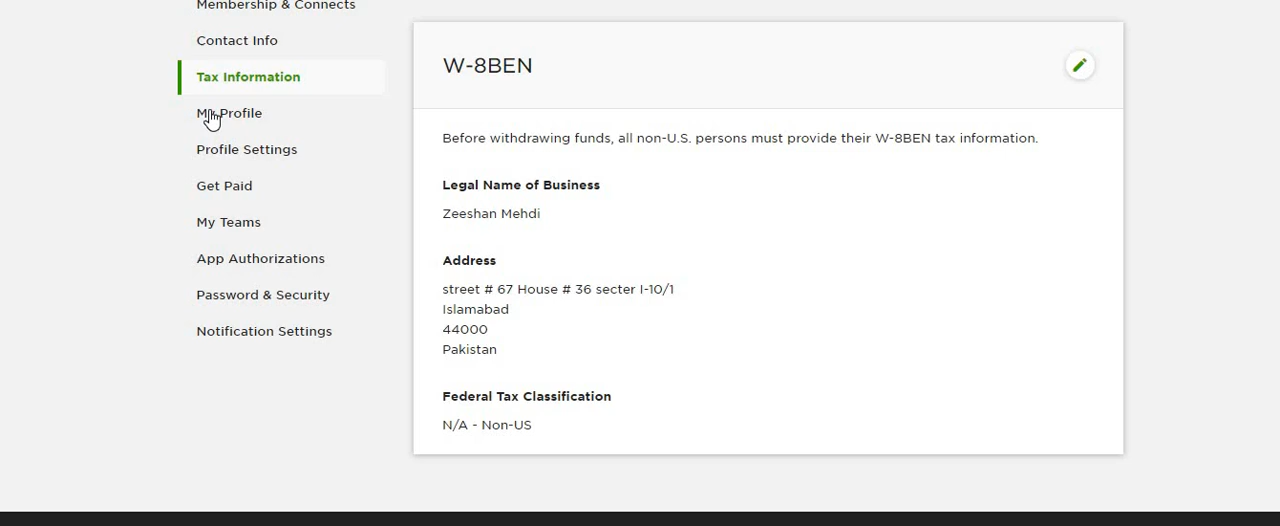 Membership & Connects
Contact Info
Tax Information
My Profile
Profile Settings
Get Paid
My Teams
App Authorizations
Password & Security
Notification Settings
W-8BEN
Before withdrawing funds, all non-U.S. persons must provide their W-8BEN tax information.
Legal Name of Business
Zeeshan Mehdi
Address
street # 67 House # 36 secter I-10/1
Islamabad
44000
Pakistan
Federal Tax Classification
N/A - Non-US